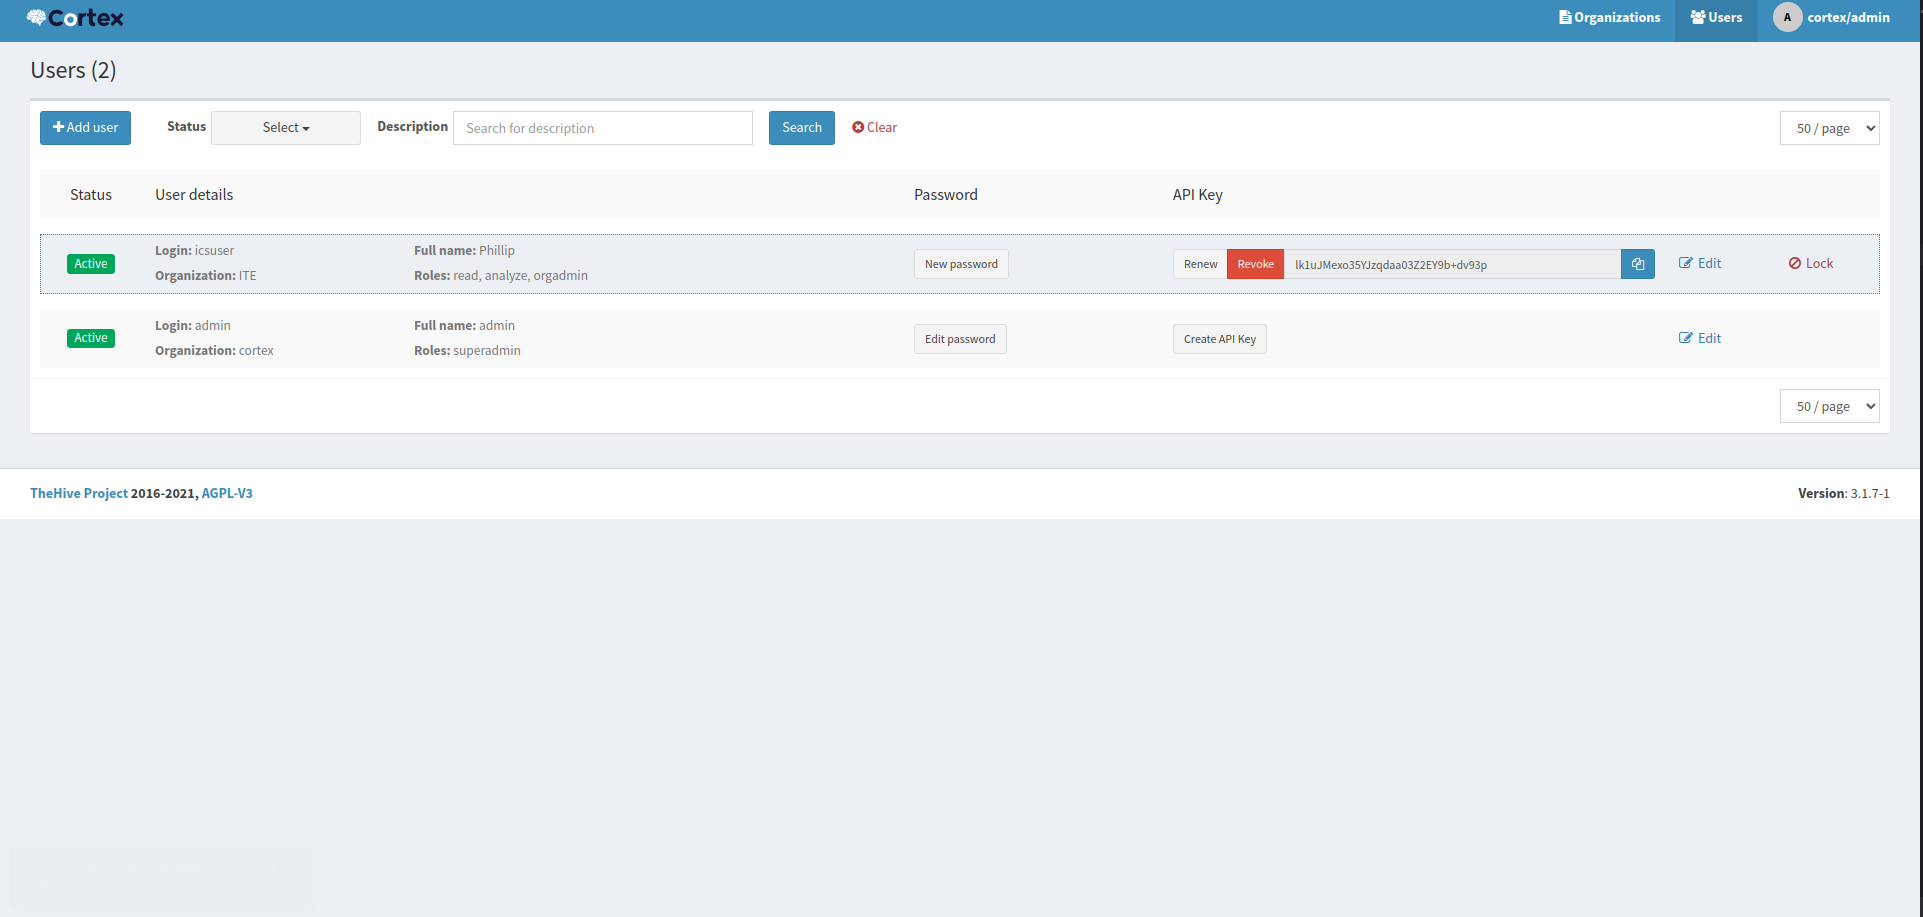 Cortex
Organizations Users A cortex/admin
Users (2)
Add user Status Select Description Search for description Search Clear 50 / page
Status User details Password API Key
Active Login: icsuser Full name: Phillip New password Renew Revoke lk1uJMexo35YJzqdaa03Z2EY9b+dv93p Edit Lock
Organization: ITE Roles: read, analyze, orgadmin
Active Login: admin Full name: admin Edit password Create API Key Edit
Organization: cortex Roles: superadmin
50 / page
TheHive Project 2016-2021, AGPL-V3 Version: 3.1.7-1